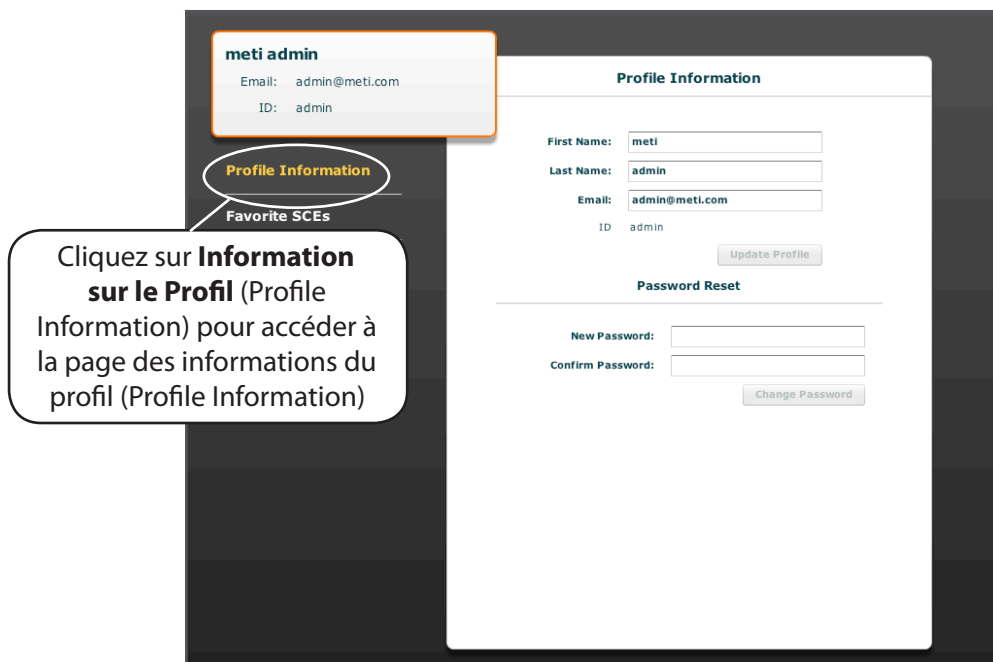 meti admin
Email: admin@meti.com
ID: admin
Profile Information
Favorite SCEs
Cliquez sur Information
sur le Profil (Profile
Information) pour accéder à
la page des informations du
profil (Profile Information)
Profile Information
First Name: meti
Last Name: admin
Email: admin@meti.com
ID admin
Update Profile
Password Reset
New Password:
Confirm Password:
Change Password